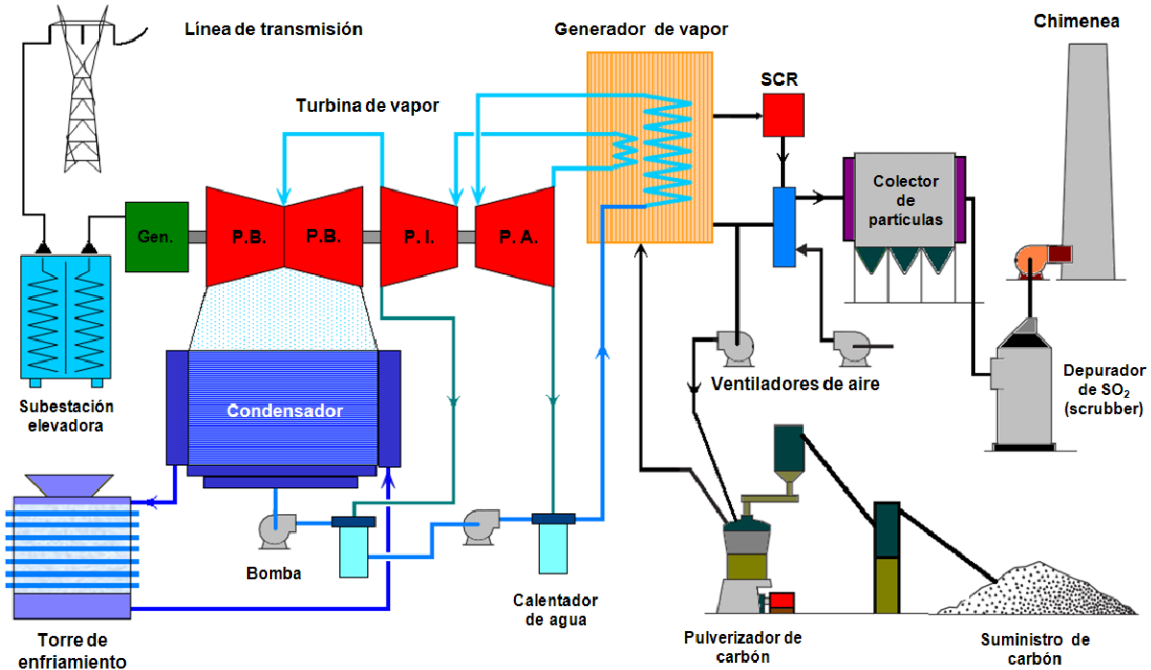 Línea de transmisión
Generador de vapor
Chimenea
SCR
Turbina de vapor
Colector
de
partículas
Gen.
P.B.
P.B.
P. I.
P. A.
Ventiladores de aire
Depurador
de SO₂
(scrubber)
Subestación
elevadora
Condensador
Bomba
Calentador
de agua
Torre de
enfriamiento
Pulverizador de
carbón
Suministro de
carbón